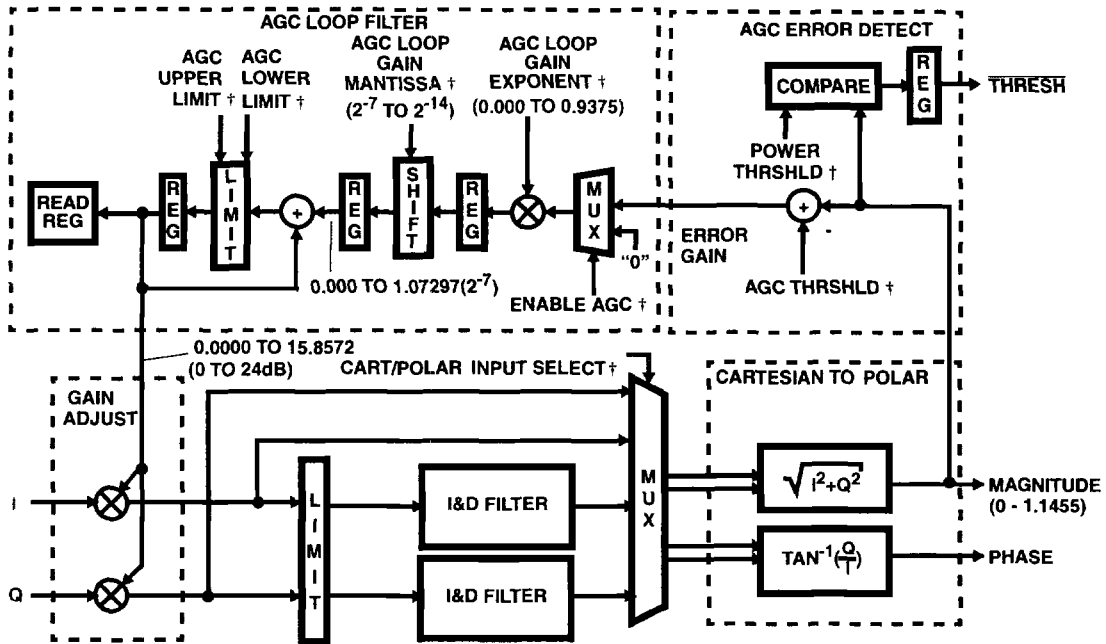 AGC LOOP FILTER
AGC
UPPER
LIMIT †
AGC
LOWER
LIMIT †
AGC LOOP
GAIN
MANTISSA †
(2⁻⁷ TO 2⁻¹⁴)
AGC LOOP
GAIN
EXPONENT †
(0.000 TO 0.9375)
READ
REG
REG
LIMIT
+
REG
SHIFT
REG
MUX
"0"
0.000 TO 1.07297(2⁻⁷)
ENABLE AGC †
AGC ERROR DETECT
COMPARE
REG
THRESH
POWER
THRSHLD †
+
-
ERROR
GAIN
AGC THRSHLD †
0.0000 TO 15.8572
(0 TO 24dB)
CART/POLAR INPUT SELECT †
GAIN
ADJUST
I
Q
LIMIT
I&D FILTER
I&D FILTER
MUX
CARTESIAN TO POLAR
√I²+Q²
TAN⁻¹(Q/I)
MAGNITUDE
(0 - 1.1455)
PHASE